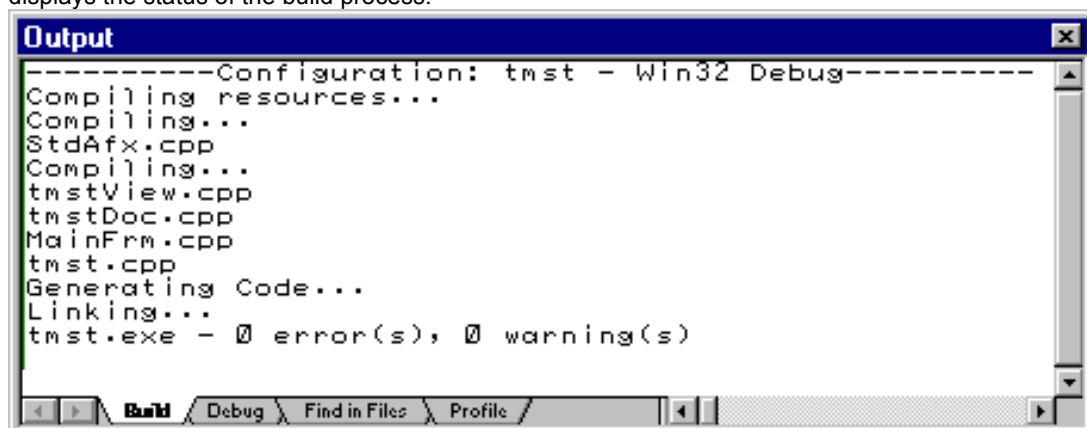 displays the status of the build process.
Output
----------Configuration: tmst - Win32 Debug----------
Compiling resources...
Compiling...
StdAfx.cpp
Compiling...
tmstView.cpp
tmstDoc.cpp
MainFrm.cpp
tmst.cpp
Generating Code...
Linking...
tmst.exe - 0 error(s), 0 warning(s)
Build Debug Find in Files Profile